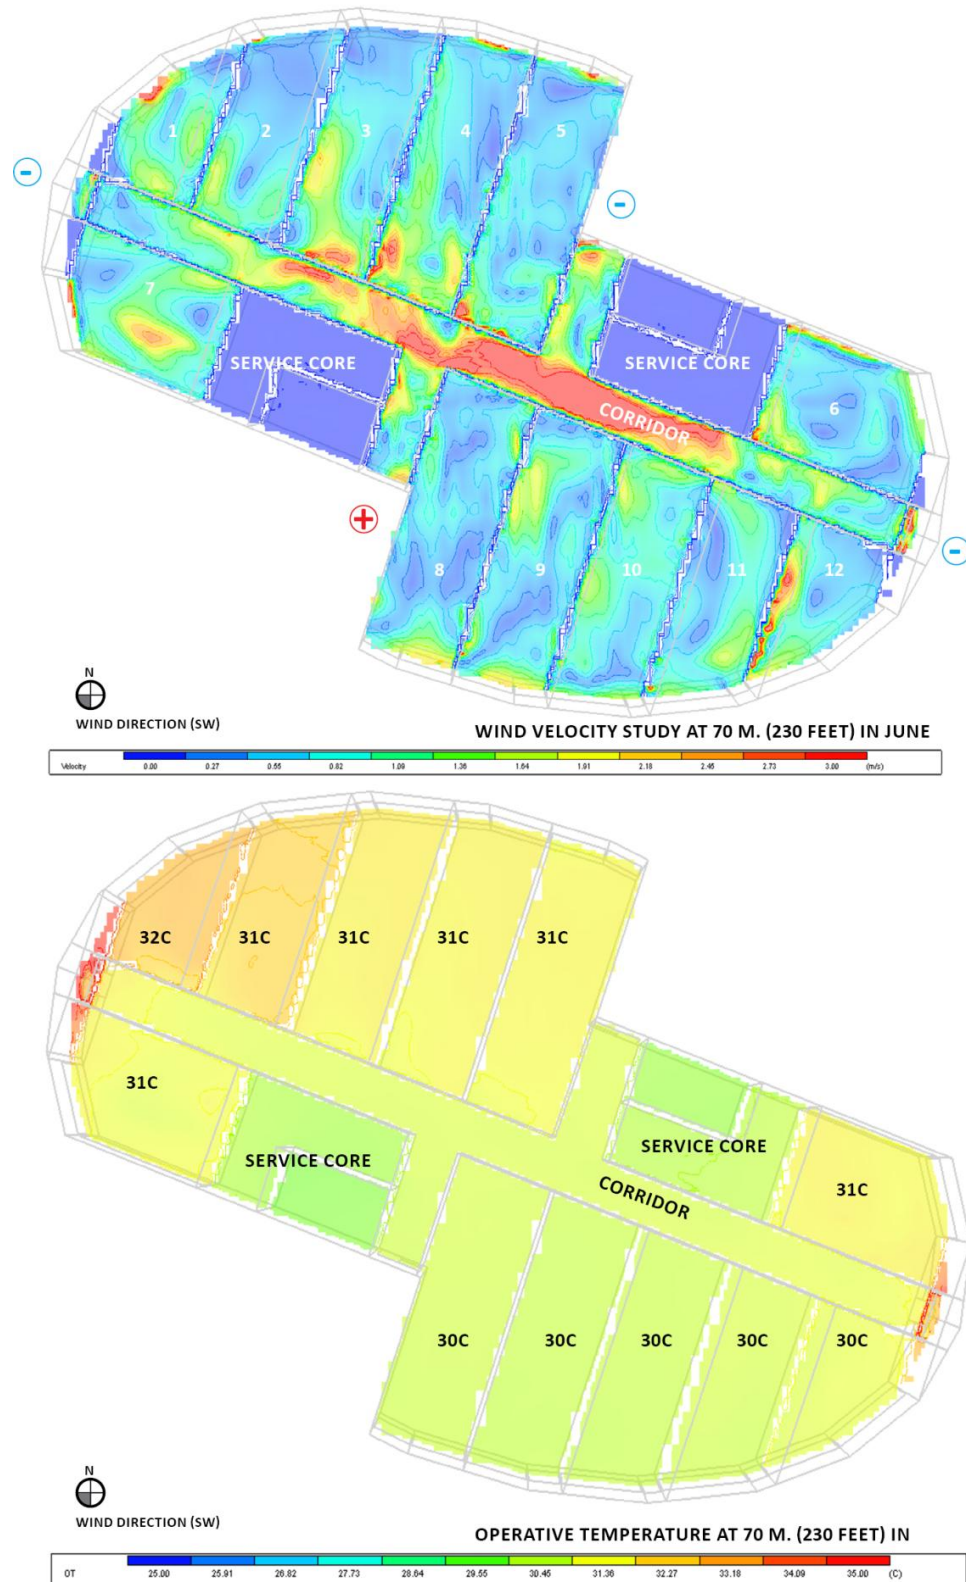 1
2
3
4
5
-
-
7
SERVICE CORE
SERVICE CORE
6
CORRIDOR
+
8
9
10
11
12
-
N
WIND DIRECTION (SW)
WIND VELOCITY STUDY AT 70 M. (230 FEET) IN JUNE
Velocity 0.00 0.27 0.55 0.82 1.09 1.36 1.64 1.91 2.18 2.46 2.73 3.00 (m/s)
32C
31C
31C
31C
31C
31C
SERVICE CORE
SERVICE CORE
31C
CORRIDOR
30C
30C
30C
30C
30C
N
WIND DIRECTION (SW)
OPERATIVE TEMPERATURE AT 70 M. (230 FEET) IN
OT 25.00 25.91 26.82 27.73 28.64 29.55 30.45 31.36 32.27 33.18 34.09 35.00 (C)